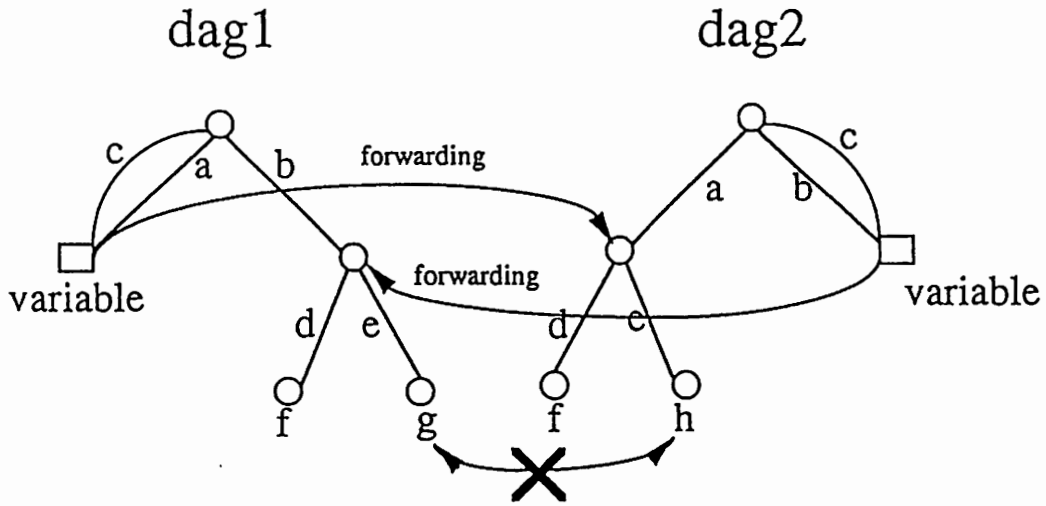 dag1 dag2
c a b forwarding a b c
variable forwarding variable
d e d e
f g f h